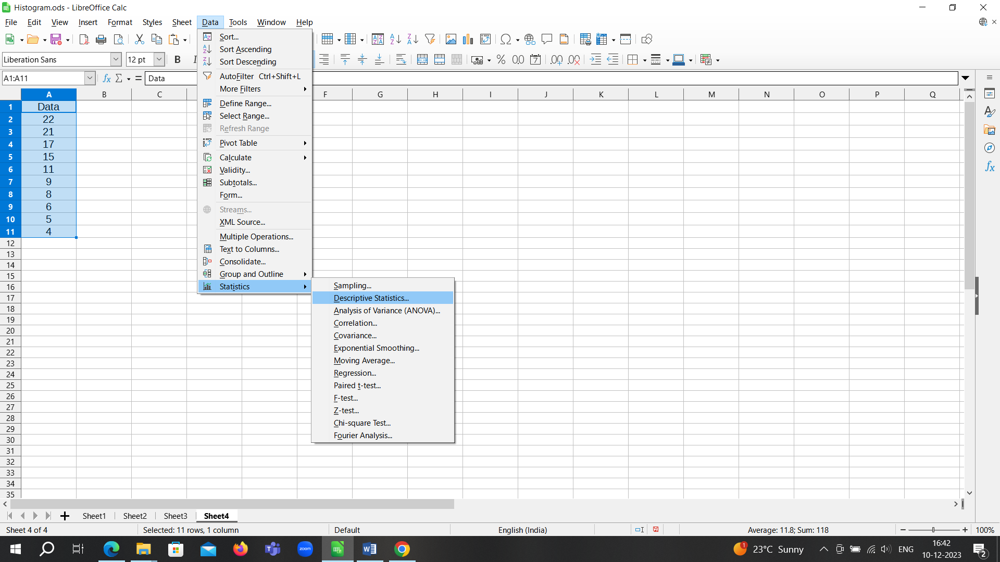 Histogram.ods - LibreOffice Calc
File Edit View Insert Format Styles Sheet Data Tools Window Help
Liberation Sans 12 pt B
A1:A11 fx Σ = Data
A B C F G H I J K L M N O P Q
1 Data
2 22
3 21
4 17
5 15
6 11
7 9
8 8
9 6
10 5
11 4
12
13
14
15
16
17
18
19
20
21
22
23
24
25
26
27
28
29
30
31
32
33
34
35
Sort...
Sort Ascending
Sort Descending
AutoFilter Ctrl+Shift+L
More Filters
Define Range...
Select Range...
Refresh Range
Pivot Table
Calculate
Validity...
Subtotals...
Form...
Streams...
XML Source...
Multiple Operations...
Text to Columns...
Consolidate...
Group and Outline
Statistics
Sampling...
Descriptive Statistics...
Analysis of Variance (ANOVA)...
Correlation...
Covariance...
Exponential Smoothing...
Moving Average...
Regression...
Paired t-test...
F-test...
Z-test...
Chi-square Test...
Fourier Analysis...
Sheet1 Sheet2 Sheet3 Sheet4
Sheet 4 of 4 Selected: 11 rows, 1 column Default English (India) Average: 11.8; Sum: 118 100%
zoom 1 23°C Sunny ENG 16:42
10-12-2023 2